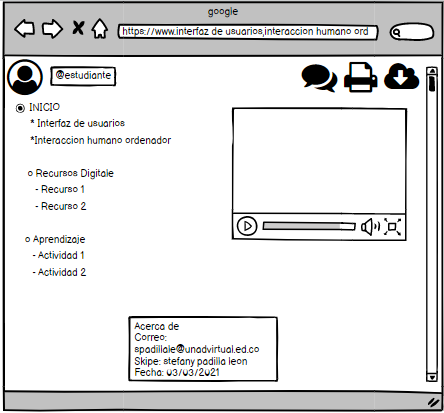 google
https://www.interfaz de usuarios,interaccion humano ord
@estudiante
INICIO
* Interfaz de usuarios
*Interaccion humano ordenador
o Recursos Digitale
- Recurso 1
- Recurso 2
o Aprendizaje
- Actividad 1
- Actividad 2
Acerca de
Correo:
spadillale@unadvirtual.ed.co
Skipe: stefany padilla leon
Fecha: 03/03/2021